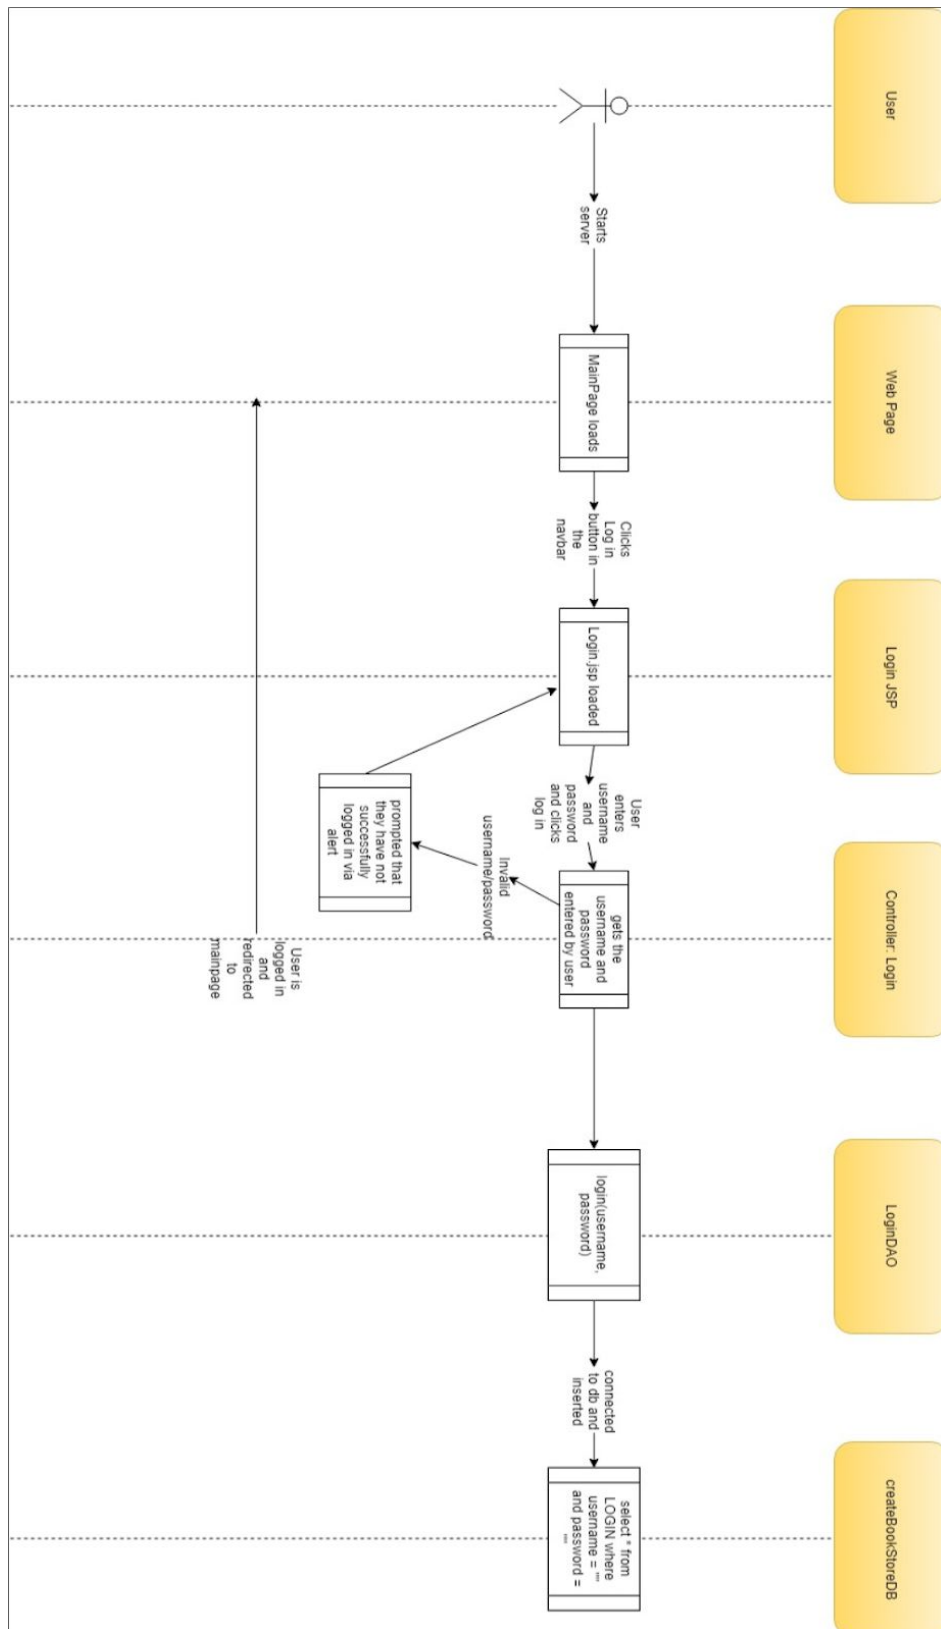 User
Web Page
Login JSP
Controller: Login
LoginDAO
createBookStoreDB
Starts
server
MainPage loads
Clicks
Log in
button in
the
navbar
Login.jsp loaded
User
enters
username
and
password
and clicks
log in
gets the
username and
password
entered by user
Invalid
username/password
prompted that
they have not
successfully
logged in via
alert
login(username,
password)
connected
to db and
inserted
select * from
LOGIN where
username = ""
and password =
""
User is
logged in
and
redirected
to
mainpage